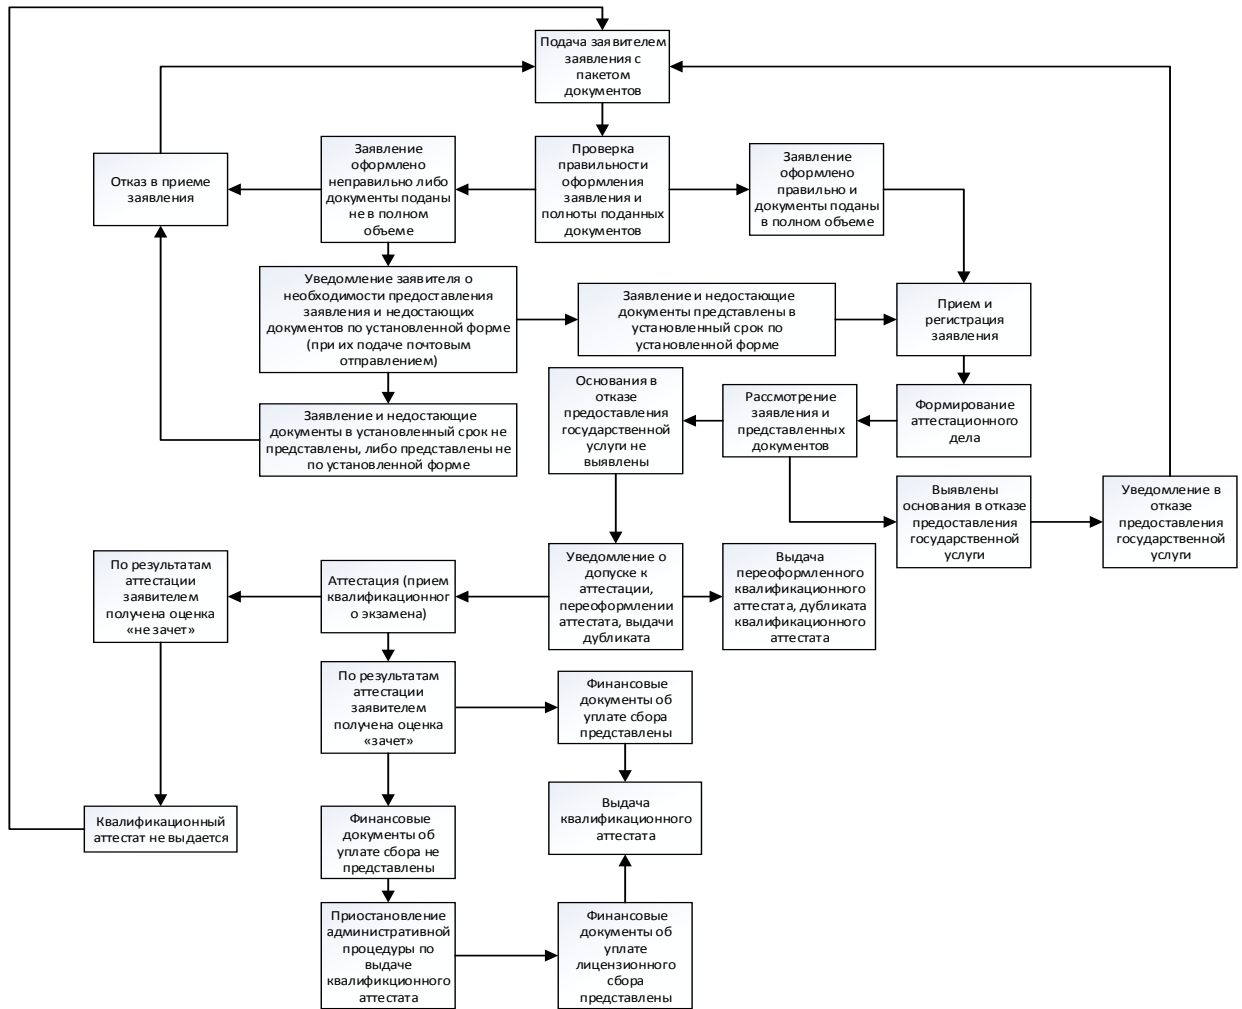 Подача заявителем
заявления с
пакетом
документов
Отказ в приеме
заявления
Заявление
оформлено
неправильно либо
документы поданы
не в полном
объеме
Проверка
правильности
оформления
заявления и
полноты поданных
документов
Заявление
оформлено
правильно и
документы поданы
в полном объеме
Уведомление заявителя о
необходимости предоставления
заявления и недостающих
документов по установленной форме
(при их подаче почтовым
отправлением)
Заявление и недостающие
документы представлены в
установленный срок по
установленной форме
Прием и
регистрация
заявления
Заявление и недостающие
документы в установленный срок не
представлены, либо представлены не
по установленной форме
Основания в
отказе
предоставления
государственной
услуги не
выявлены
Рассмотрение
заявления и
представленных
документов
Формирование
аттестационного
дела
Выявлены
основания в отказе
предоставления
государственной
услуги
Уведомление в
отказе
предоставления
государственной
услуги
По результатам
аттестации
заявителем
получена оценка
«не зачет»
Аттестация (прием
квалификационног
о экзамена)
Уведомление о
допуске к
аттестации,
переоформлении
аттестата, выдачи
дубликата
Выдача
переоформленного
квалификационного
аттестата, дубликата
квалификационного
аттестата
По результатам
аттестации
заявителем
получена оценка
«зачет»
Финансовые
документы об
уплате сбора
представлены
Квалификационный
аттестат не выдается
Финансовые
документы об
уплате сбора не
представлены
Выдача
квалификационного
аттестата
Приостановление
административной
процедуры по
выдаче
квалификционного
аттестата
Финансовые
документы об
уплате
лицензионного
сбора
представлены